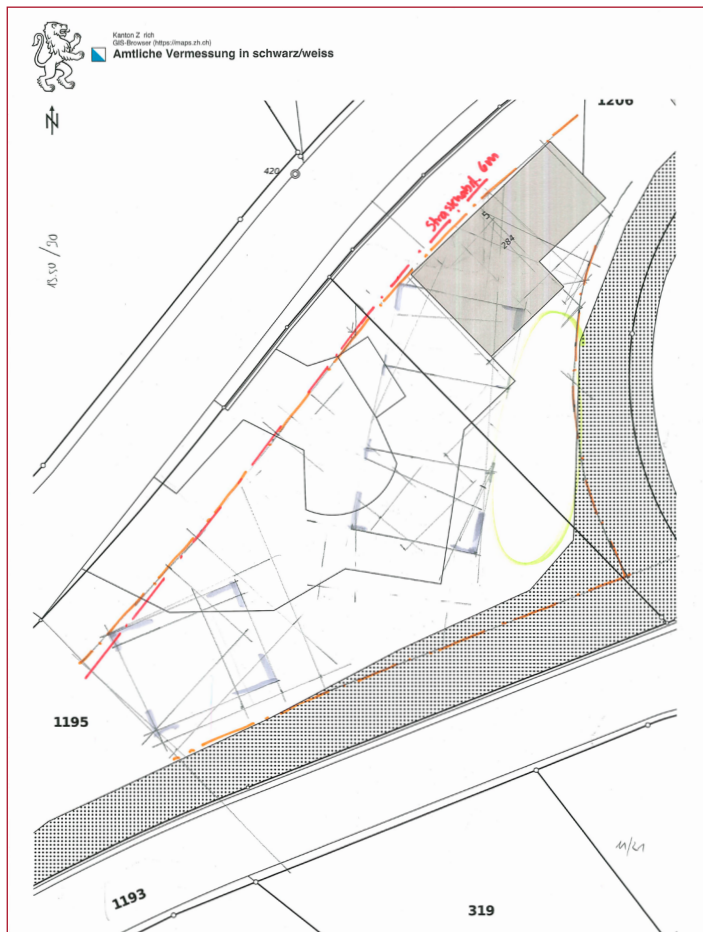 Kanton Z rich
GIS-Browser (https://maps.zh.ch)
Amtliche Vermessung in schwarz/weiss
N
1206
420
6m
5
284
1195
1193
319